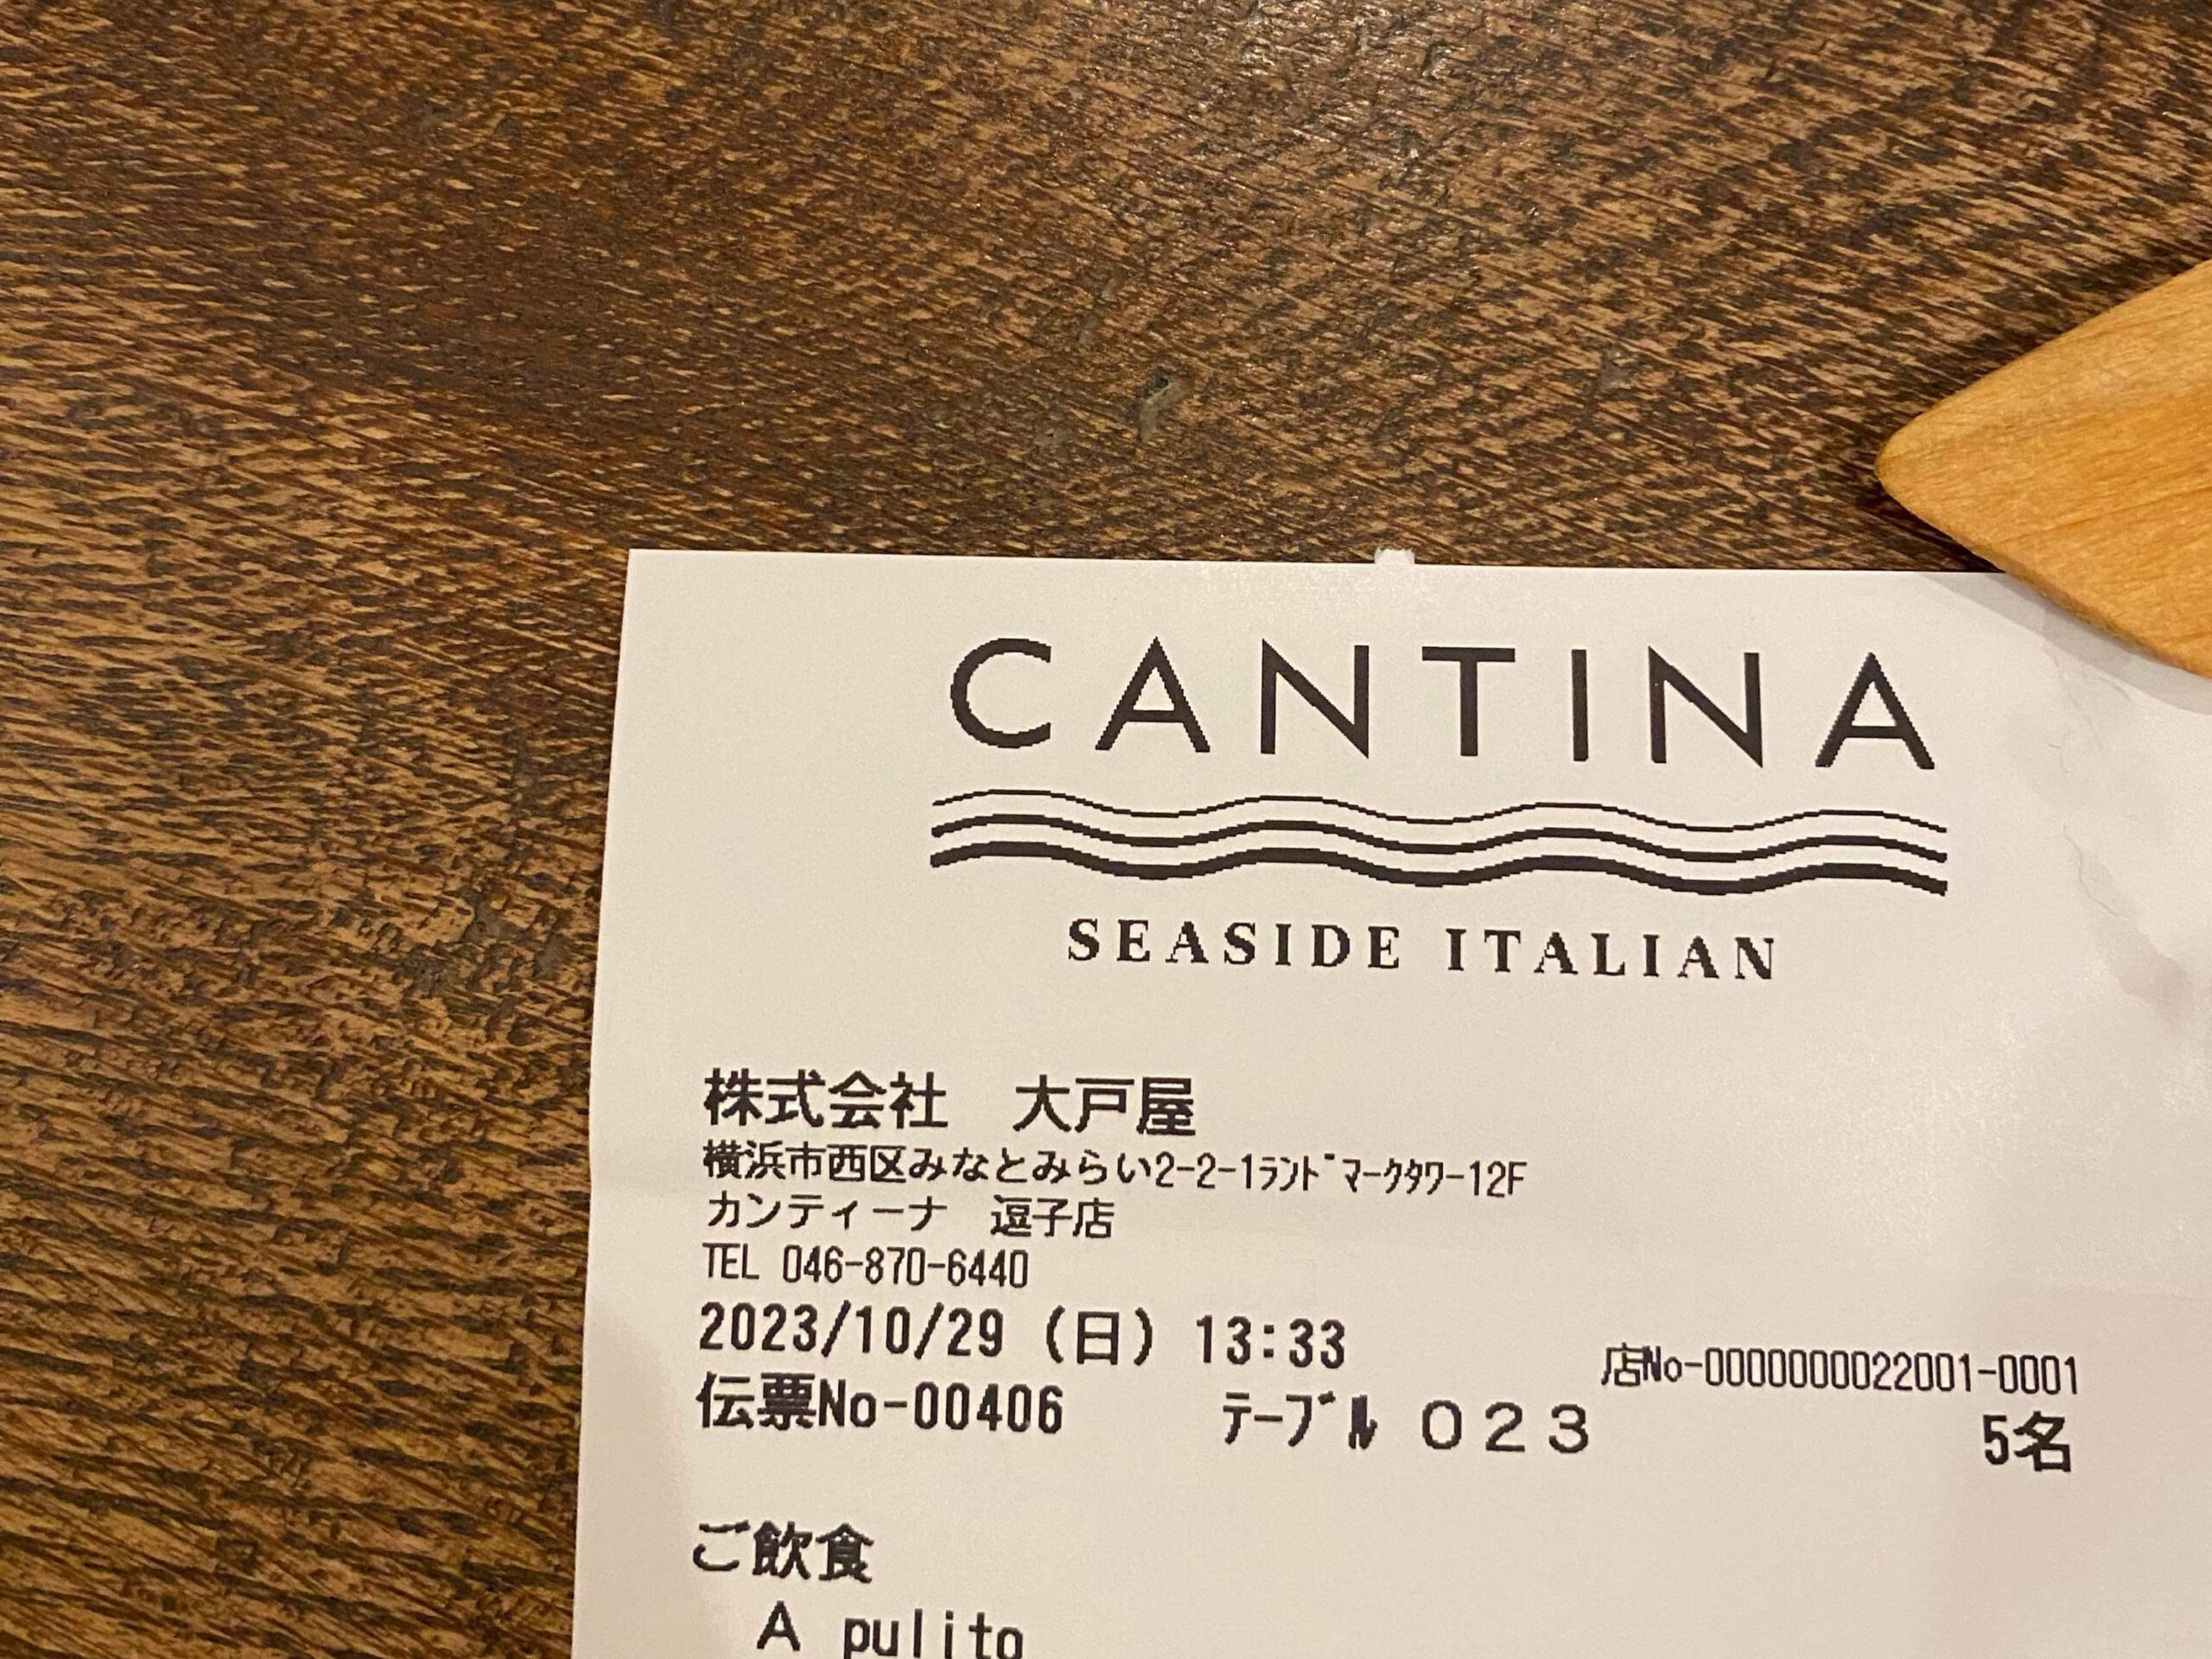 CANTINA
SEASIDE ITALIAN
株式会社　大戸屋
横浜市西区みなとみらい2-2-1ﾗﾝﾄﾞﾏｰｸﾀﾜｰ12F
カンティーナ　逗子店
TEL 046-870-6440
2023/10/29 (日) 13:33
店No-0000000022001-0001
伝票No-00406　ﾃｰﾌﾞﾙ ０２３　5名
ご飲食
A pulito